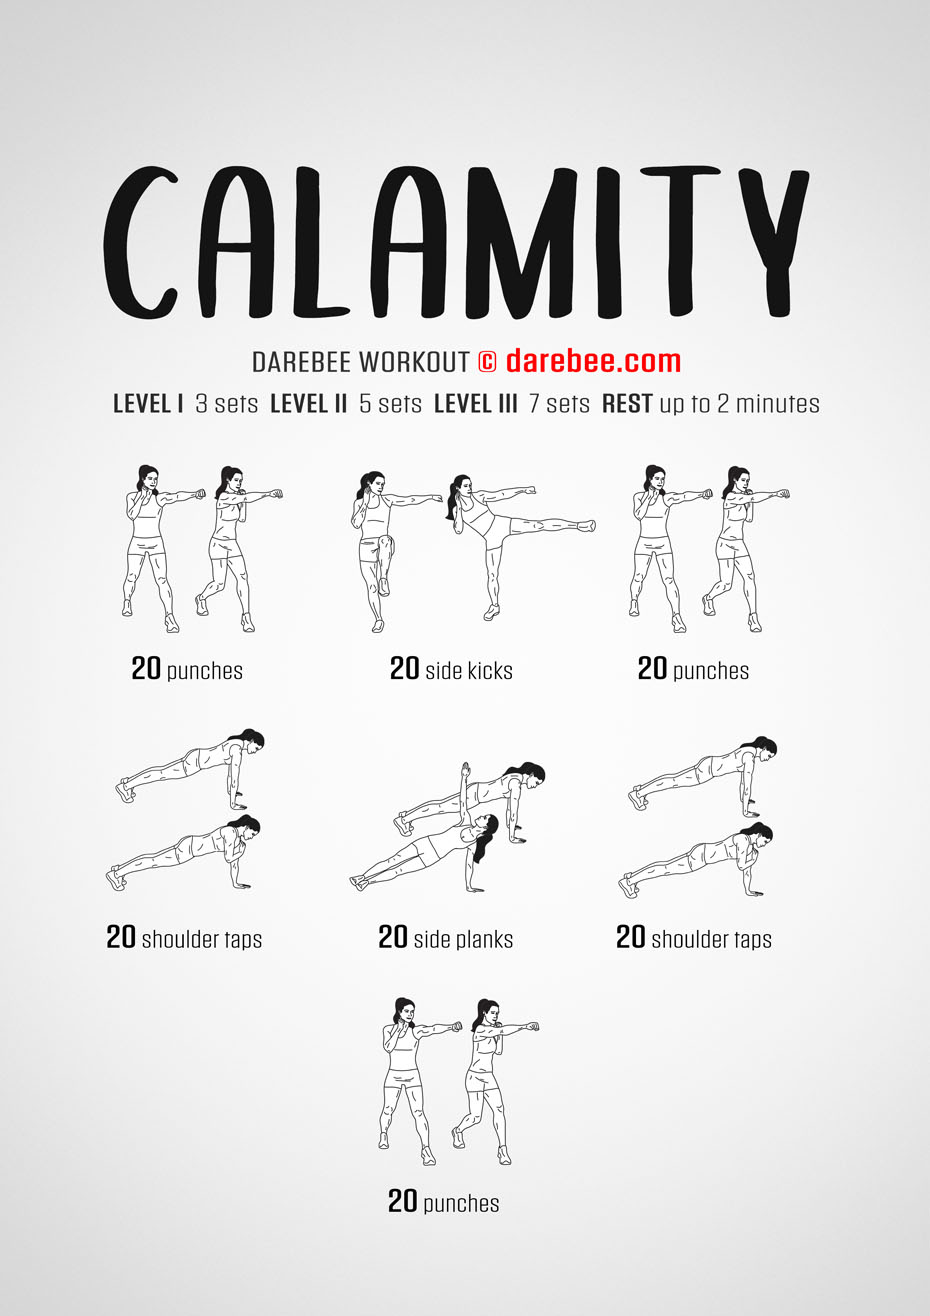 CALAMITY
DAREBEE WORKOUT © darebee.com
LEVEL I 3 sets LEVEL II 5 sets LEVEL III 7 sets REST up to 2 minutes
20 punches
20 side kicks
20 punches
20 shoulder taps
20 side planks
20 shoulder taps
20 punches